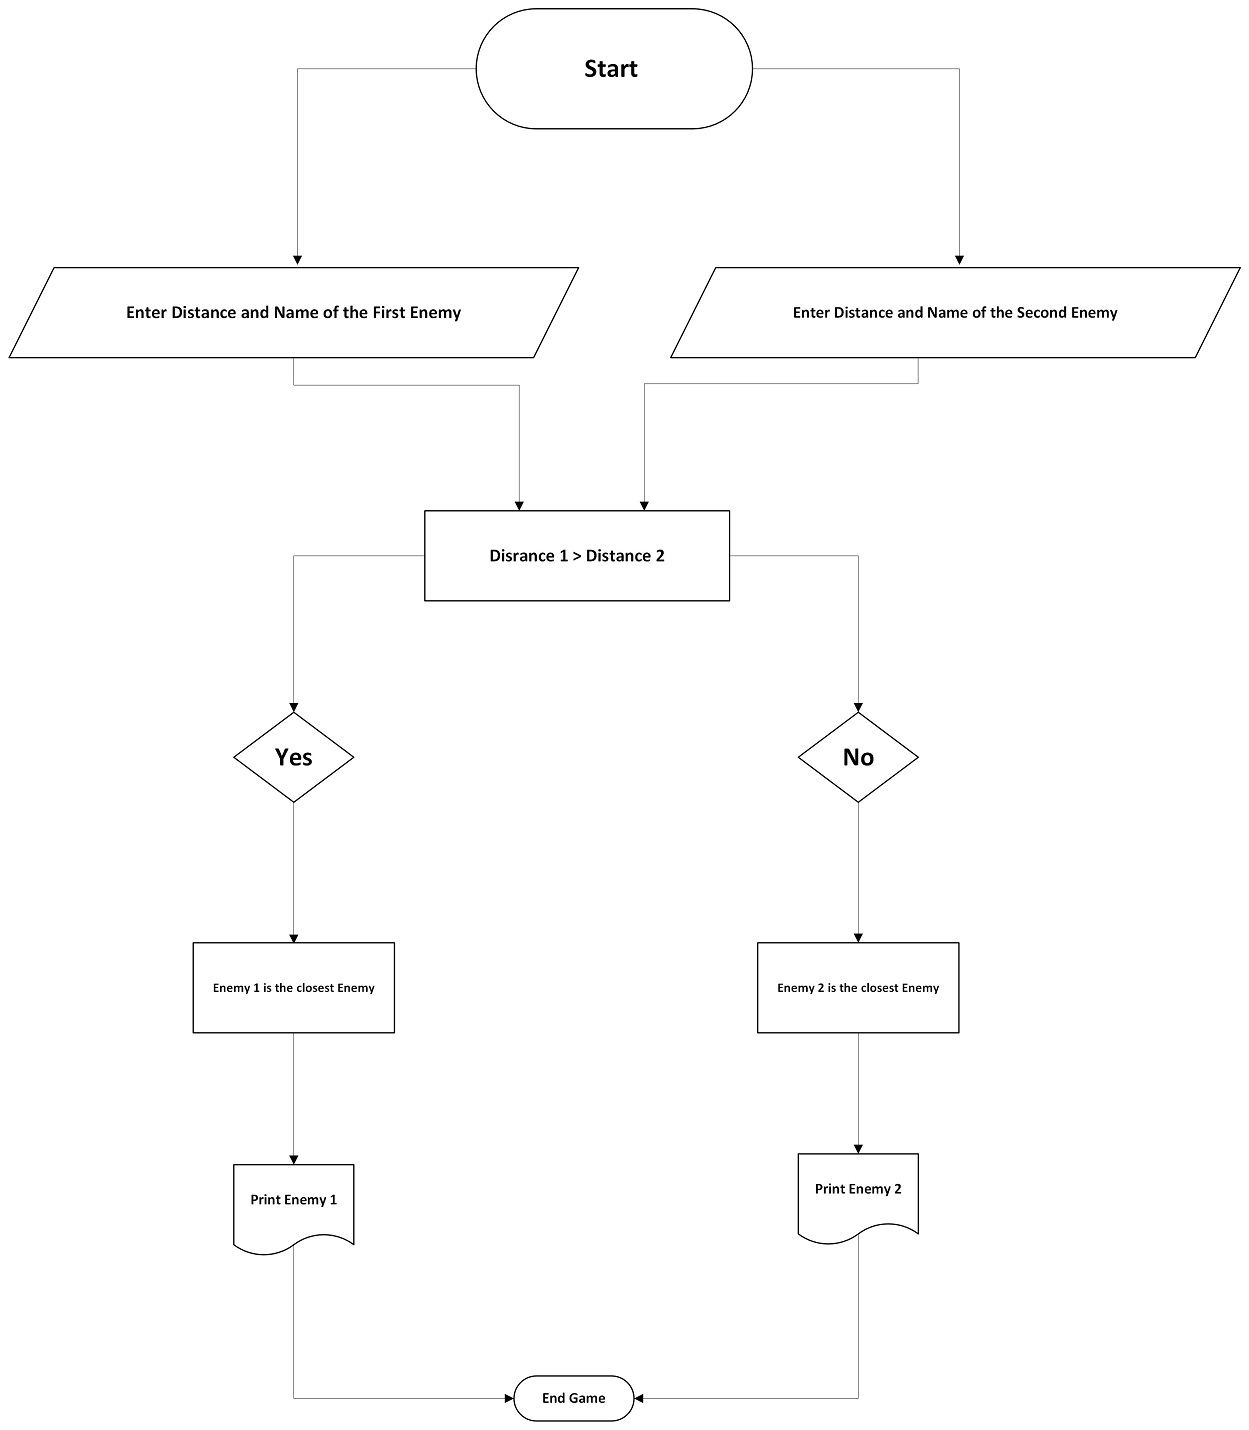 Start
Enter Distance and Name of the First Enemy
Enter Distance and Name of the Second Enemy
Disrance 1 > Distance 2
Yes
No
Enemy 1 is the closest Enemy
Enemy 2 is the closest Enemy
Print Enemy 1
Print Enemy 2
End Game